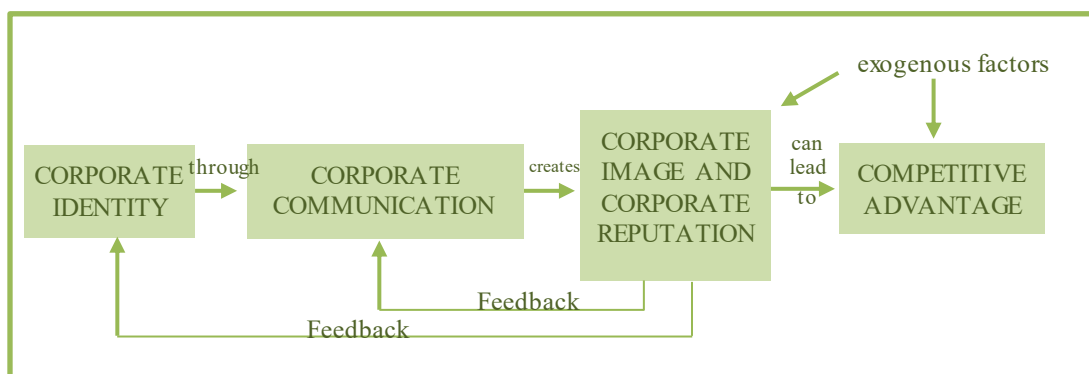 exogenous factors
CORPORATE
IDENTITY
through
CORPORATE
COMMUNICATION
creates
CORPORATE
IMAGE AND
CORPORATE
REPUTATION
can
lead
to
COMPETITIVE
ADVANTAGE
Feedback
Feedback